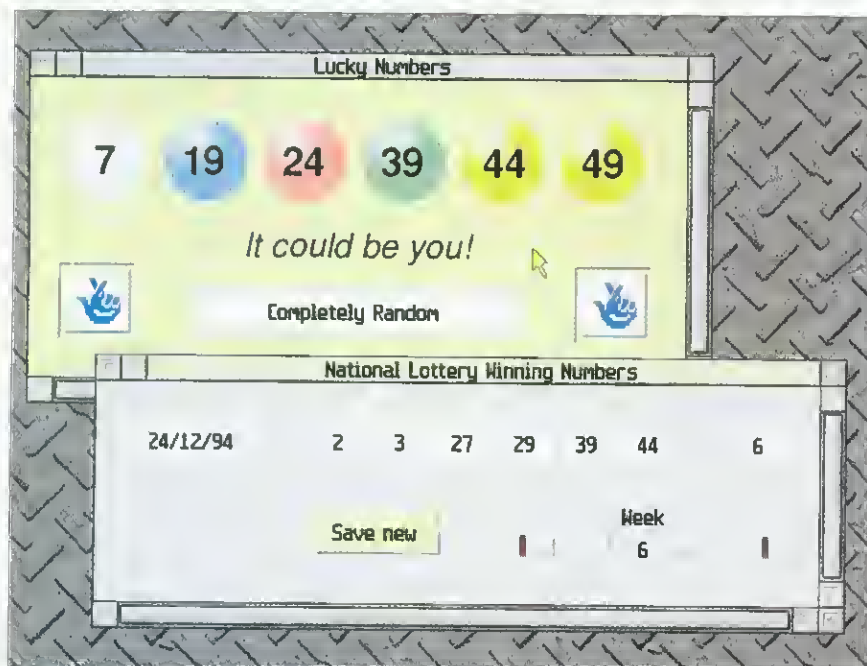 Lucky Numbers
7 19 24 39 44 49
It could be you!
Completely Random
National Lottery Winning Numbers
24/12/94 2 3 27 29 39 44 6
Save new
Week
6